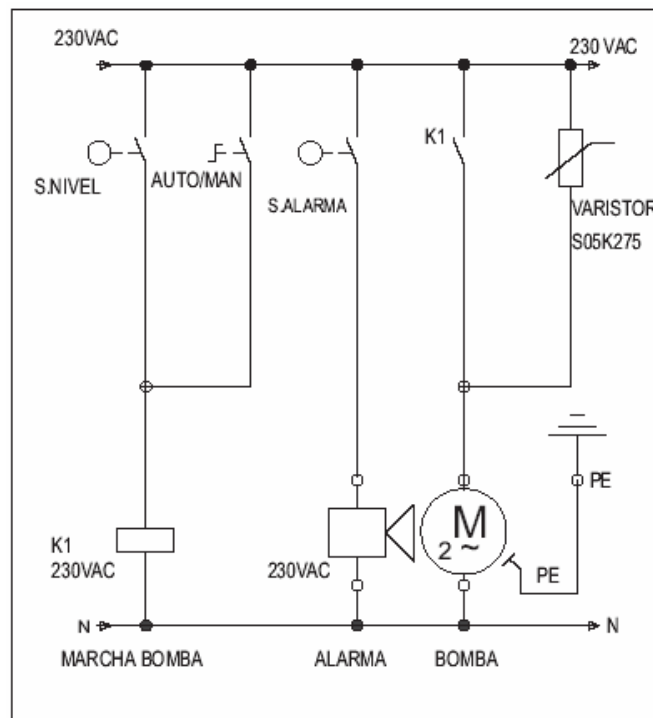 230VAC
230 VAC
S.NIVEL
AUTO/MAN
S.ALARMA
K1
VARISTOR
S05K275
PE
K1
230VAC
230VAC
M
2 ~
PE
N
N
MARCHA BOMBA
ALARMA
BOMBA